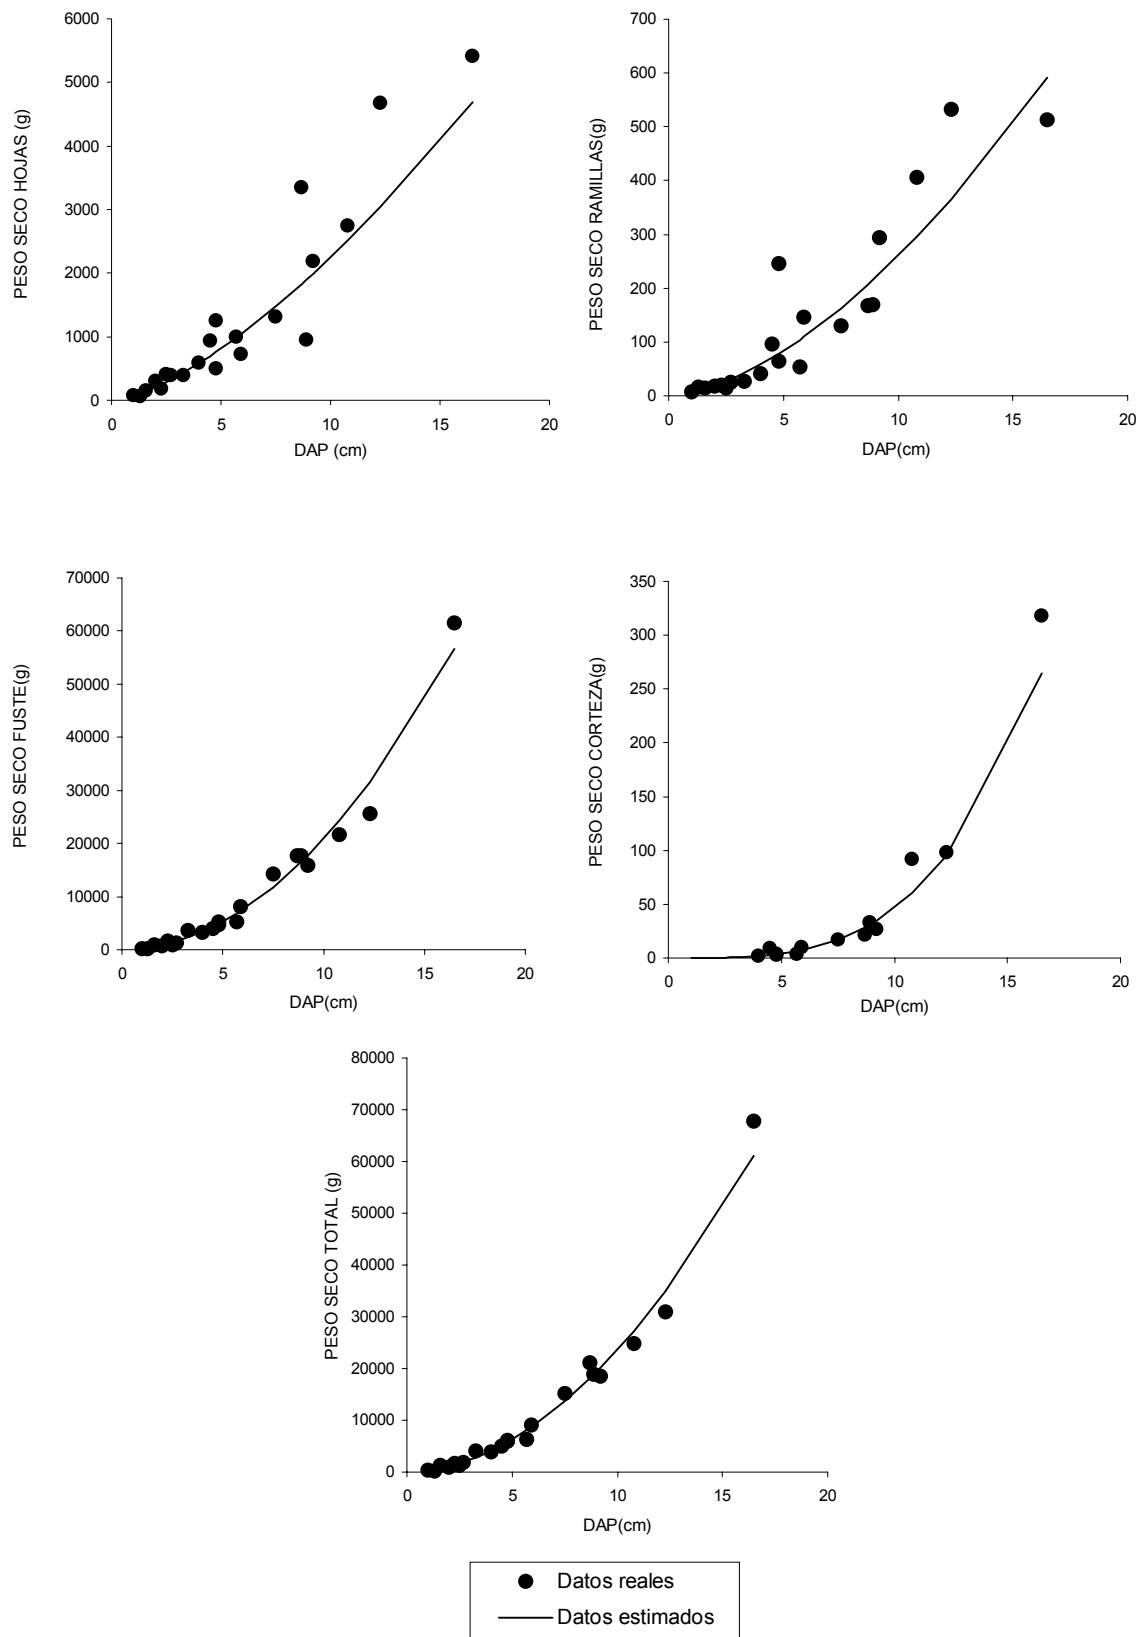 PESO SECO HOJAS (g)
6000
5000
4000
3000
2000
1000
0
0 5 10 15 20
DAP (cm)
PESO SECO RAMILLAS(g)
700
600
500
400
300
200
100
0
0 5 10 15 20
DAP(cm)
PESO SECO FUSTE(g)
70000
60000
50000
40000
30000
20000
10000
0
0 5 10 15 20
DAP(cm)
PESO SECO CORTEZA(g)
350
300
250
200
150
100
50
0
0 5 10 15 20
DAP(cm)
PESO SECO TOTAL (g)
80000
70000
60000
50000
40000
30000
20000
10000
0
0 5 10 15 20
DAP(cm)
Datos reales
Datos estimados